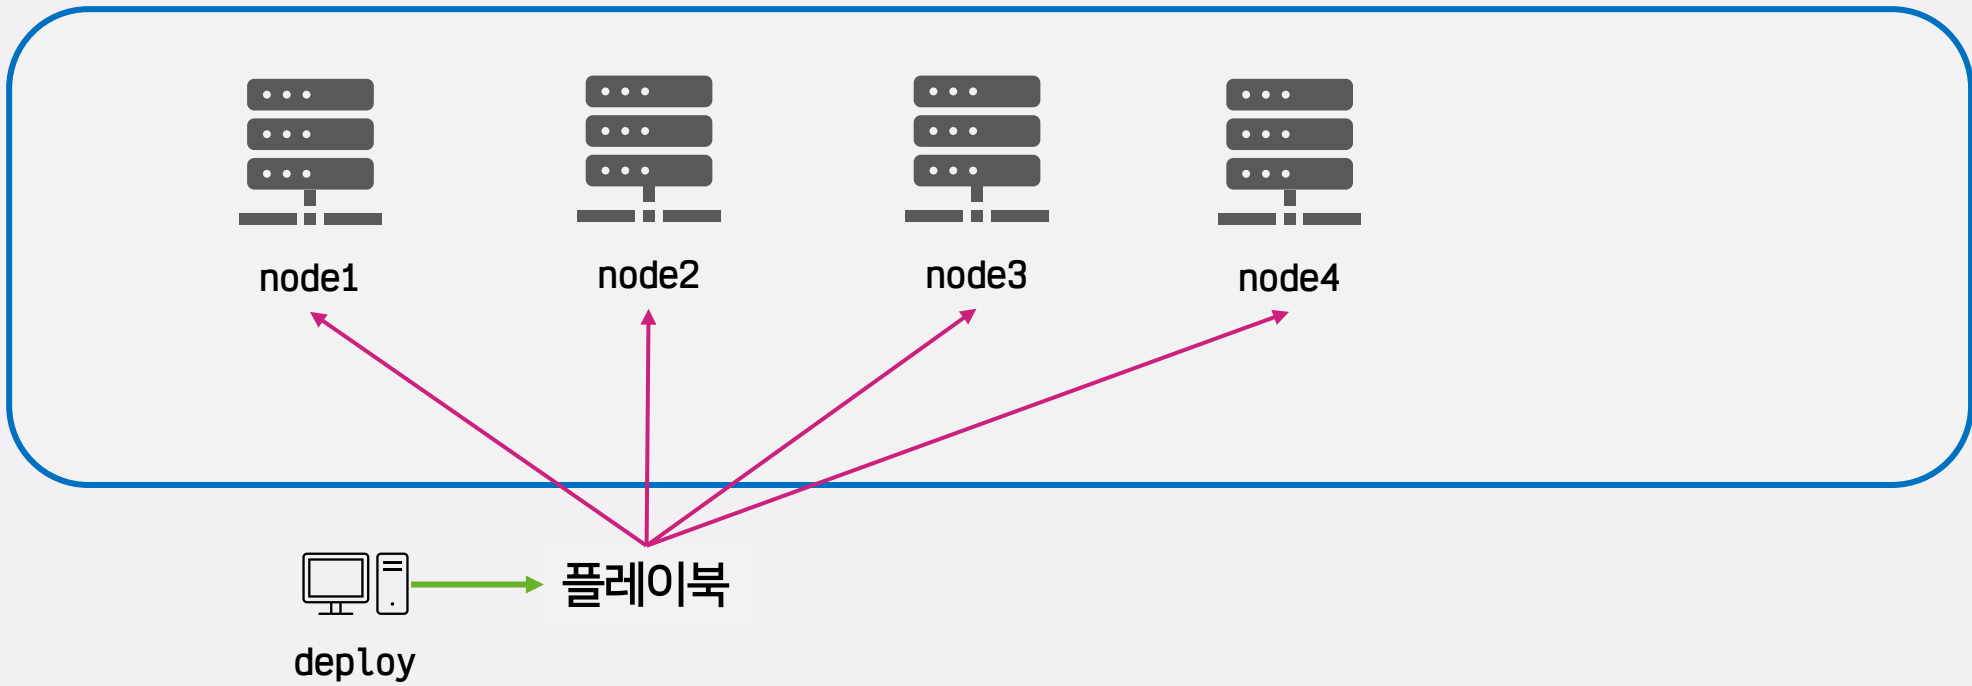 node1
node2
node3
node4
플레이북
deploy